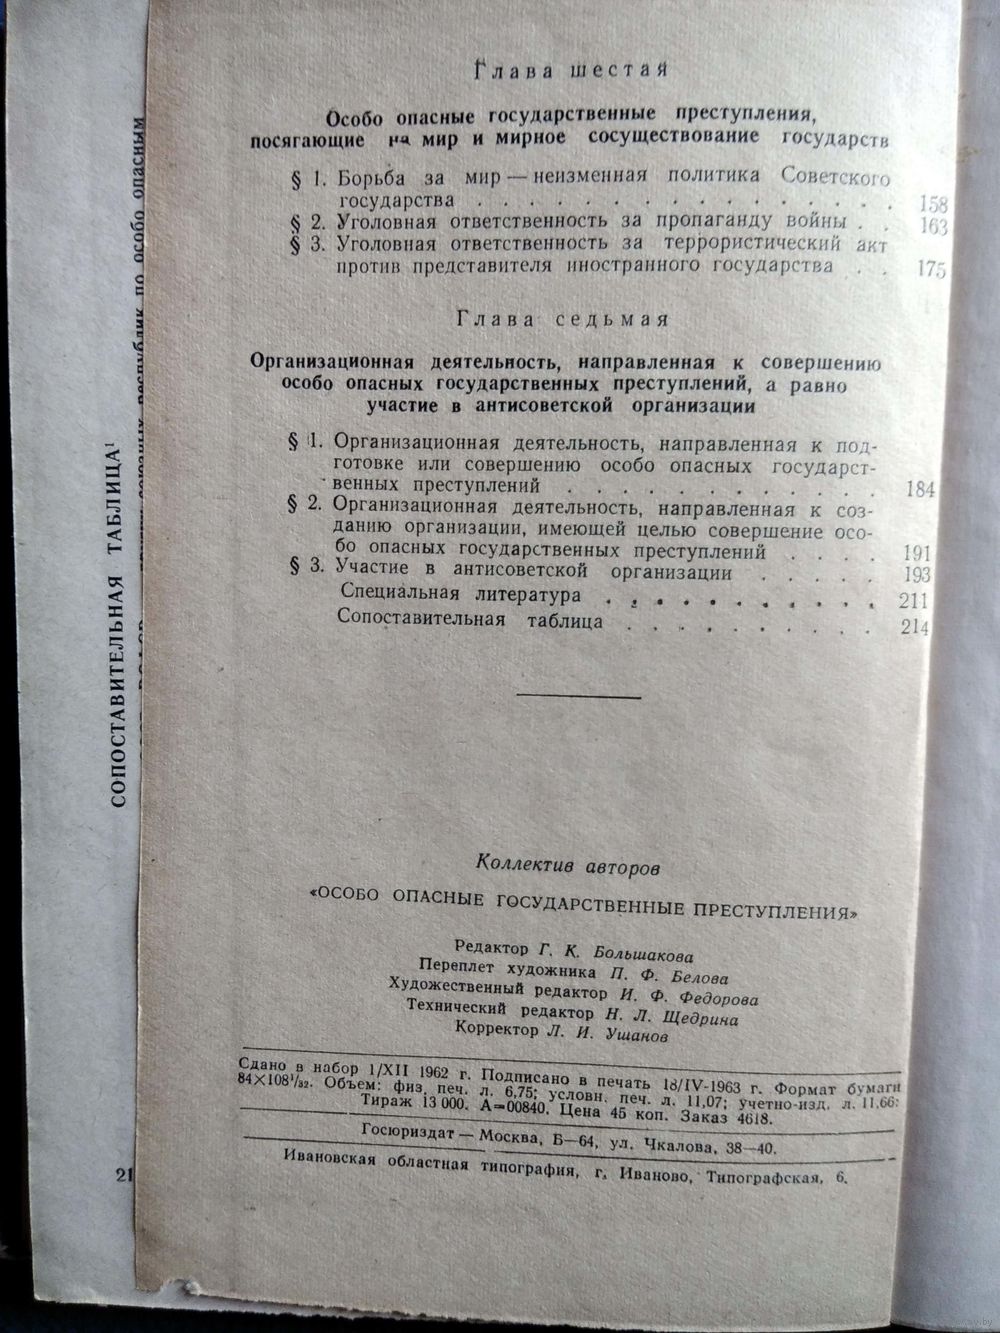 Глава шестая
Особо опасные государственные преступления,
посягающие на мир и мирное сосуществование государств
§ 1. Борьба за мир — неизменная политика Советского
государства . . . . . . . . . . . . . . . 158
§ 2. Уголовная ответственность за пропаганду войны . . 163
§ 3. Уголовная ответственность за террористический акт
против представителя иностранного государства . . 175
Глава седьмая
Организационная деятельность, направленная к совершению
особо опасных государственных преступлений, а равно
участие в антисоветской организации
§ 1. Организационная деятельность, направленная к под-
готовке или совершению особо опасных государст-
венных преступлений . . . . . . . . . . . 184
§ 2. Организационная деятельность, направленная к соз-
данию организации, имеющей целью совершение осо-
бо опасных государственных преступлений . . . . 191
§ 3. Участие в антисоветской организации . . . . . 193
Специальная литература . . . . . . . . . . . 211
Сопоставительная таблица . . . . . . . . . . 214
Коллектив авторов
«ОСОБО ОПАСНЫЕ ГОСУДАРСТВЕННЫЕ ПРЕСТУПЛЕНИЯ»
Редактор Г. К. Большакова
Переплет художника П. Ф. Белова
Художественный редактор И. Ф. Федорова
Технический редактор Н. Л. Щедрина
Корректор Л. И. Ушанов
Сдано в набор 1/XII 1962 г. Подписано в печать 18/IV-1963 г. Формат бумаги
84×108¹/₃₂. Объем: физ. печ. л. 6,75; условн. печ. л. 11,07; учетно-изд. л. 11,66.
Тираж 13 000. А—00840. Цена 45 коп. Заказ 4618.
Госюриздат — Москва, Б—64, ул. Чкалова, 38—40.
Ивановская областная типография, г. Иваново, Типографская, 6.
СОПОСТАВИТЕЛЬНАЯ ТАБЛИЦА¹
республик по особо опасным
21